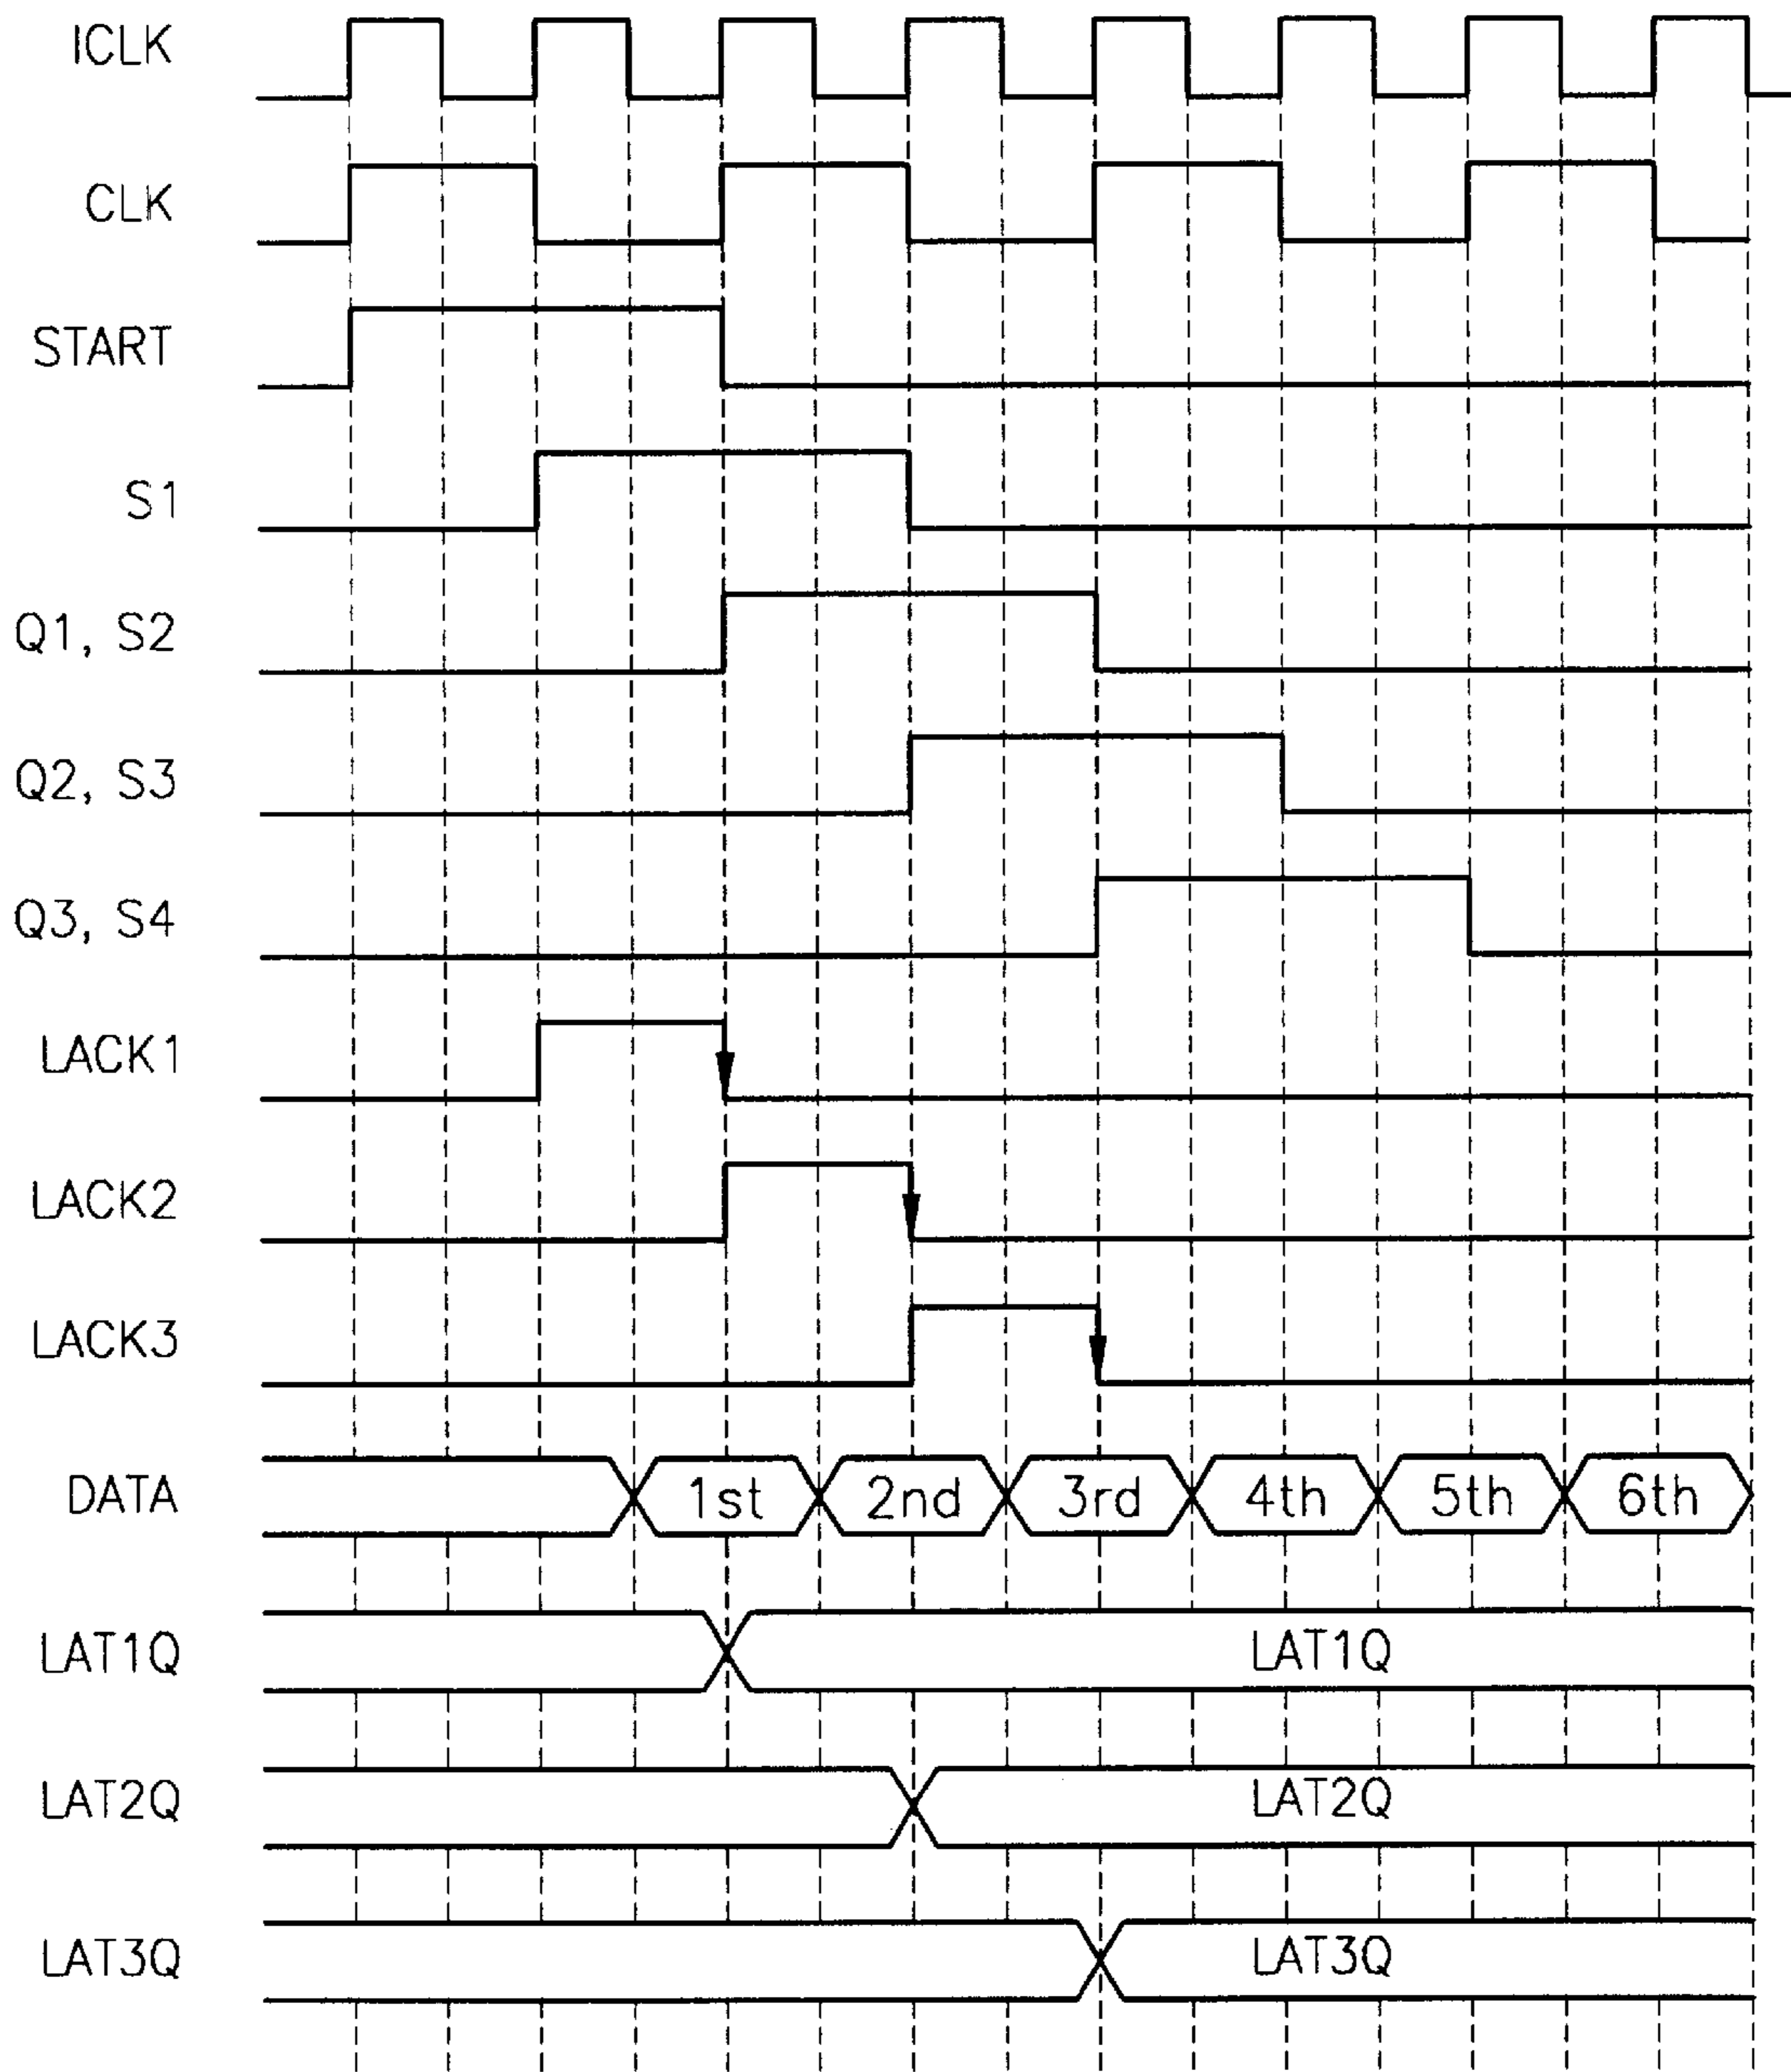 ICLK
CLK
START
S1
Q1, S2
Q2, S3
Q3, S4
LACK1
LACK2
LACK3
DATA 1st 2nd 3rd 4th 5th 6th
LAT1Q LAT1Q
LAT2Q LAT2Q
LAT3Q LAT3Q